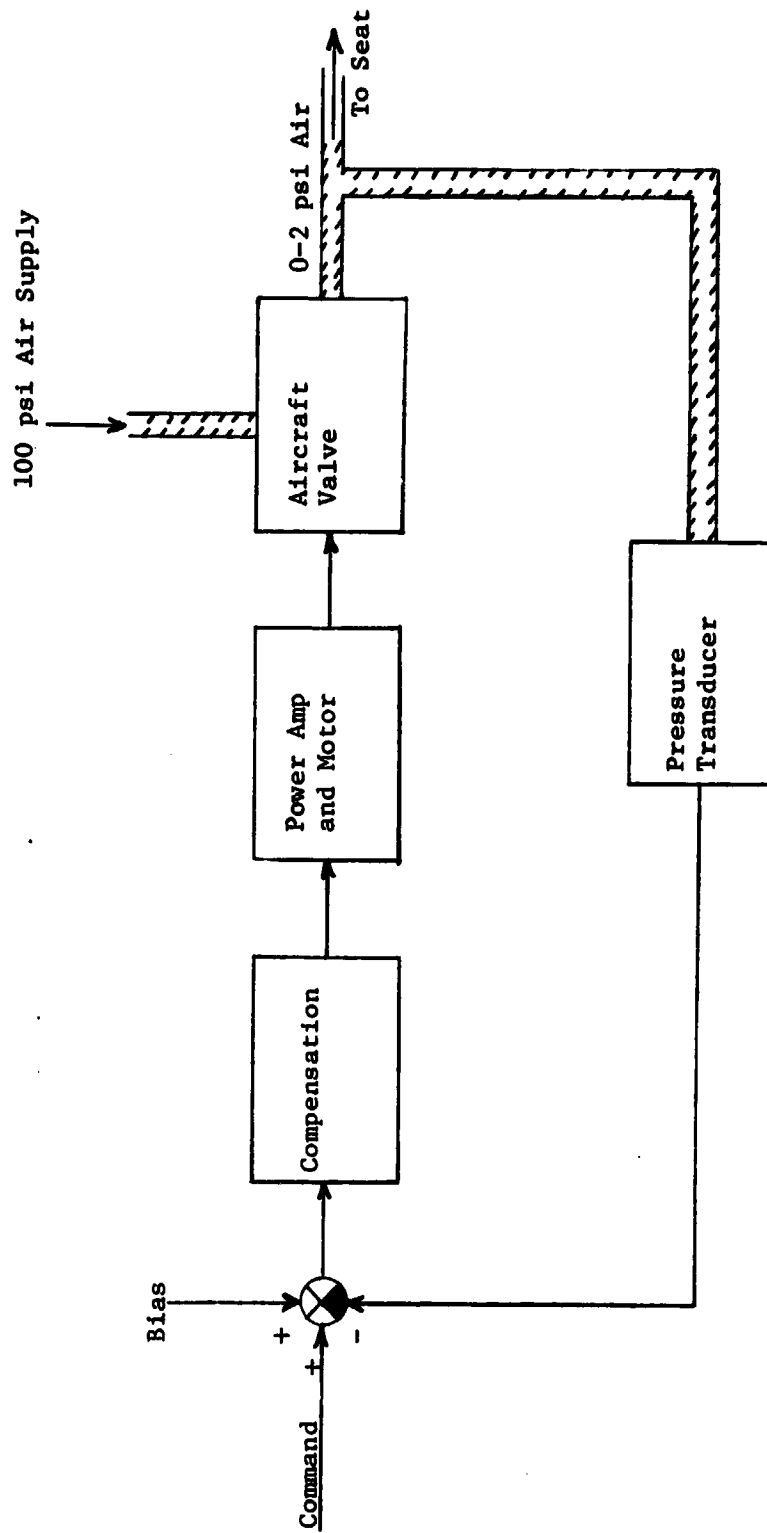 100 psi Air Supply
0-2 psi Air
To Seat
Bias
+
+
-
Command
Compensation
Power Amp
and Motor
Aircraft
Valve
Pressure
Transducer